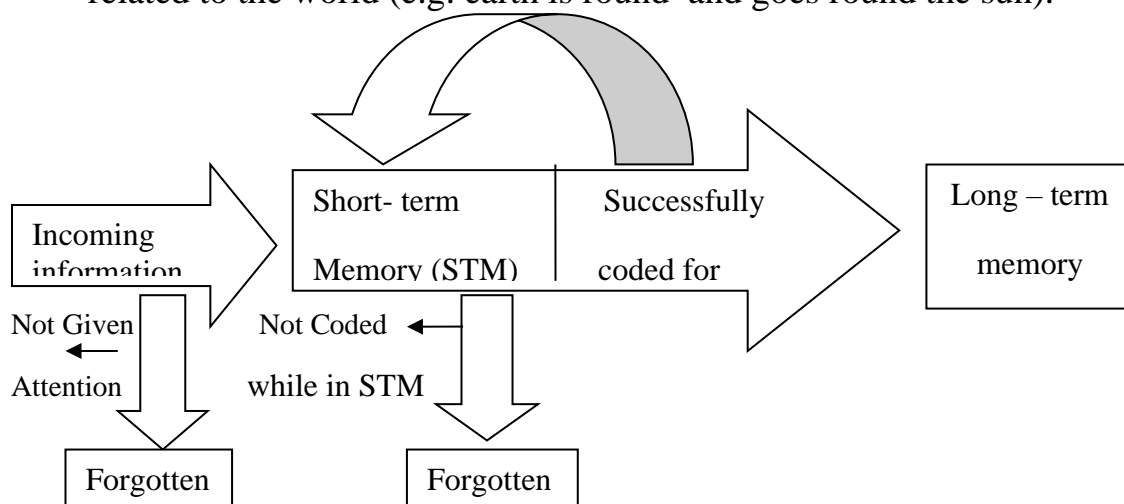 related to the world (e.g. earth is round and goes round the sun).
Short- term
Memory (STM)
Successfully
coded for
Long – term
memory
Incoming
information
Not Given
Attention
Not Coded
while in STM
Forgotten
Forgotten